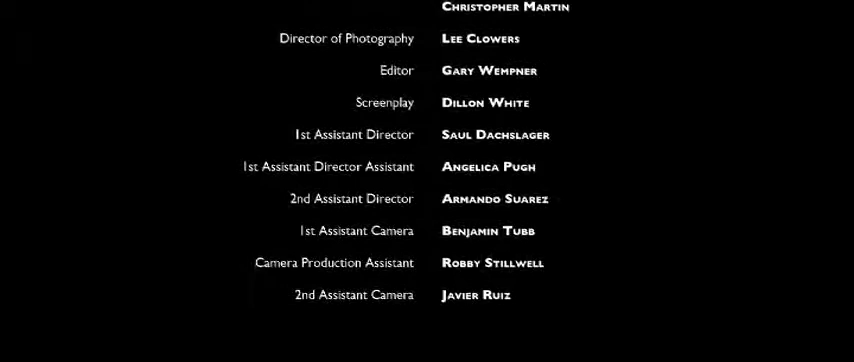 Christopher Martin
Director of Photography Lee Clowers
Editor Gary Wempner
Screenplay Dillon White
1st Assistant Director Saul Dachslager
1st Assistant Director Assistant Angelica Pugh
2nd Assistant Director Armando Suarez
1st Assistant Camera Benjamin Tubb
Camera Production Assistant Robby Stillwell
2nd Assistant Camera Javier Ruiz